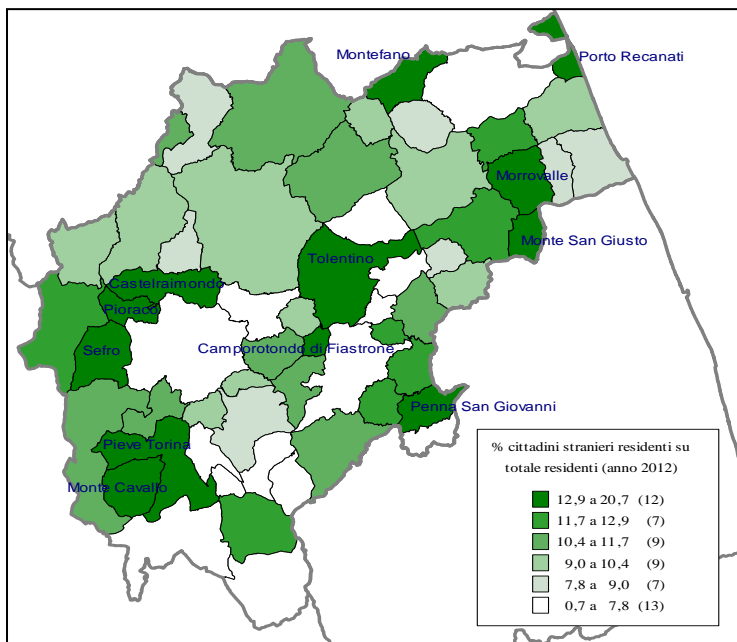 Montefano
Porto Recanati
Morrovalle
Monte San Giusto
Tolentino
Castelraimondo
Pioraco
Sefro
Camporotondo di Fiastrone
Penna San Giovanni
Pieve Torina
Monte Cavallo
% cittadini stranieri residenti su
totale residenti (anno 2012)
12,9 a 20,7 (12)
11,7 a 12,9 (7)
10,4 a 11,7 (9)
9,0 a 10,4 (9)
7,8 a 9,0 (7)
0,7 a 7,8 (13)